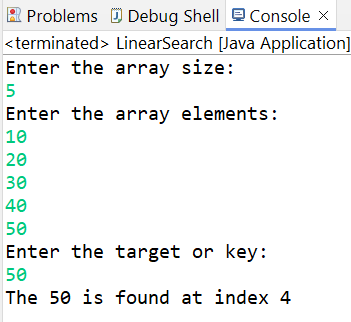 Problems Debug Shell Console
<terminated> LinearSearch [Java Application]
Enter the array size:
5
Enter the array elements:
10
20
30
40
50
Enter the target or key:
50
The 50 is found at index 4